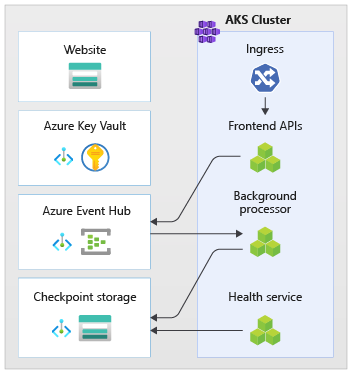 AKS Cluster
Website
Ingress
Azure Key Vault
Frontend APIs
Azure Event Hub
Background
processor
Checkpoint storage
Health service